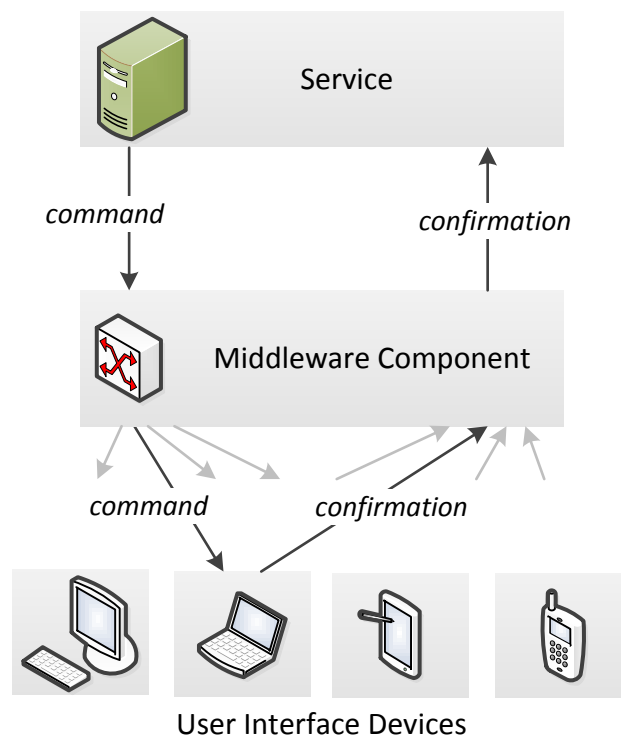 Service
command
confirmation
Middleware Component
command
confirmation
User Interface Devices